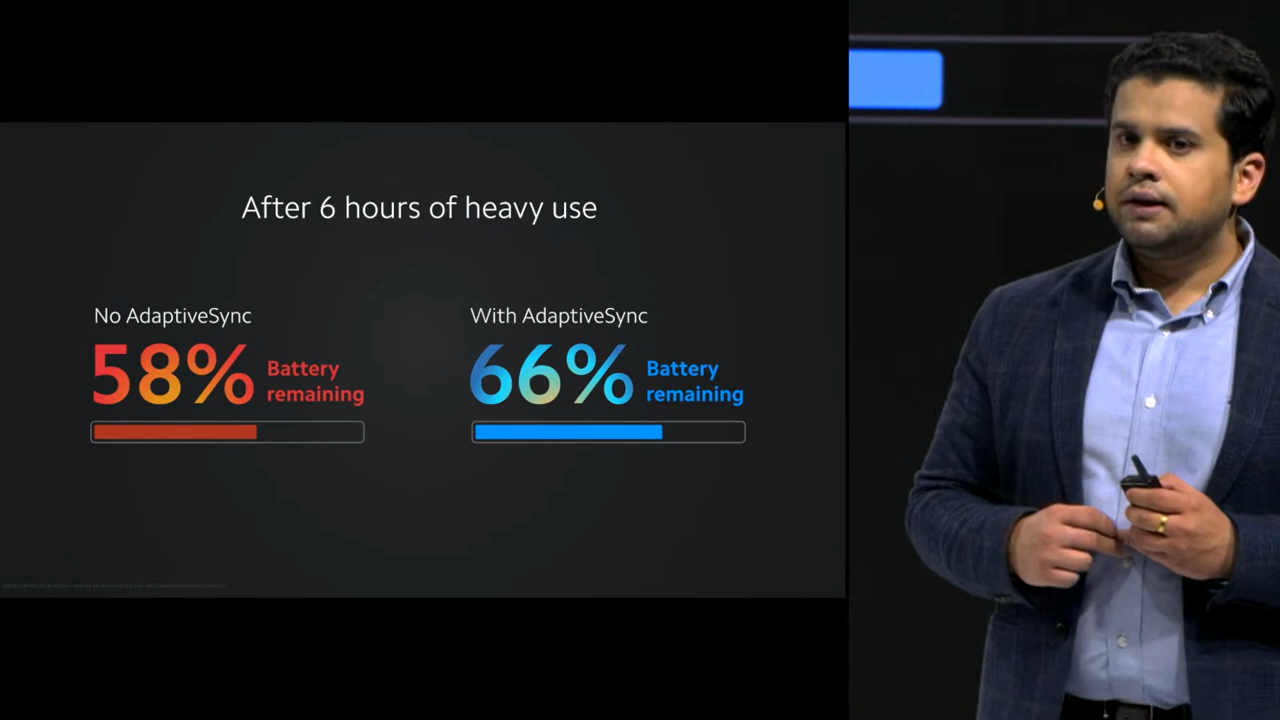 After 6 hours of heavy use
No AdaptiveSync
58% Battery remaining
With AdaptiveSync
66% Battery remaining